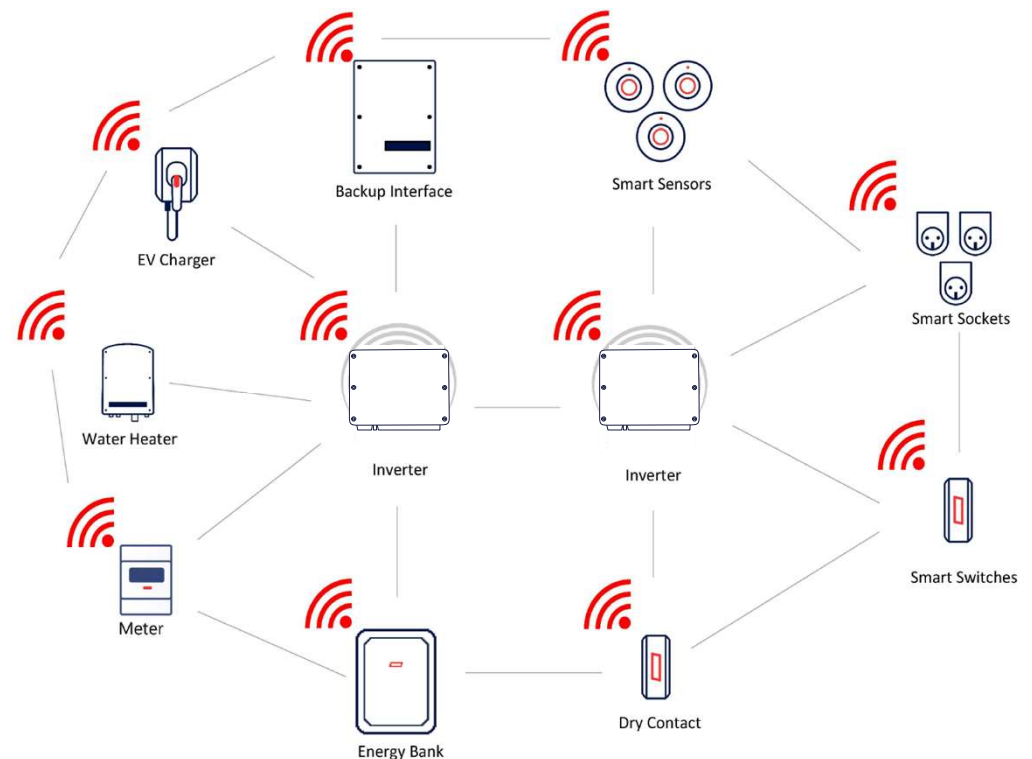 Backup Interface
Smart Sensors
EV Charger
Smart Sockets
Water Heater
Inverter
Inverter
Smart Switches
Meter
Dry Contact
Energy Bank